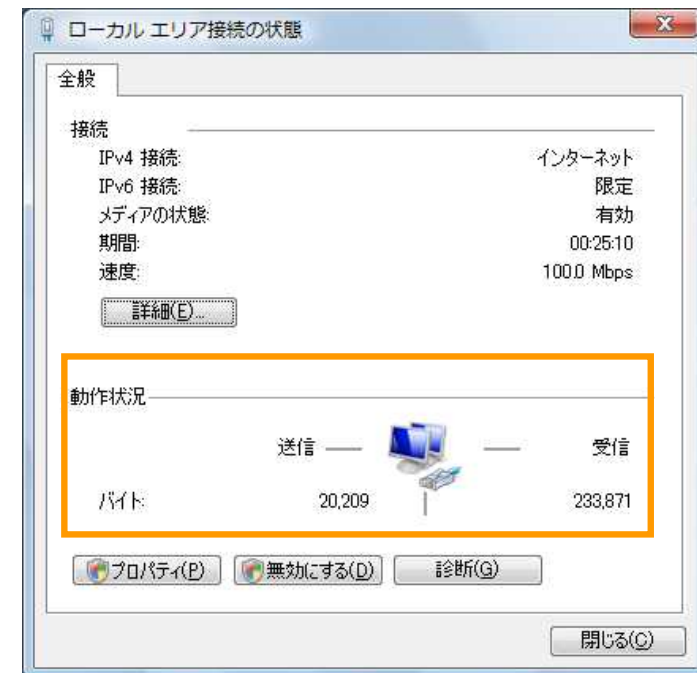 ローカル エリア接続の状態
全般
接続
IPv4 接続: インターネット
IPv6 接続: 限定
メディアの状態: 有効
期間: 00:25:10
速度: 100.0 Mbps
詳細(E)...
動作状況
送信 受信
バイト: 20,209 233,871
プロパティ(P) 無効にする(D) 診断(G)
閉じる(C)